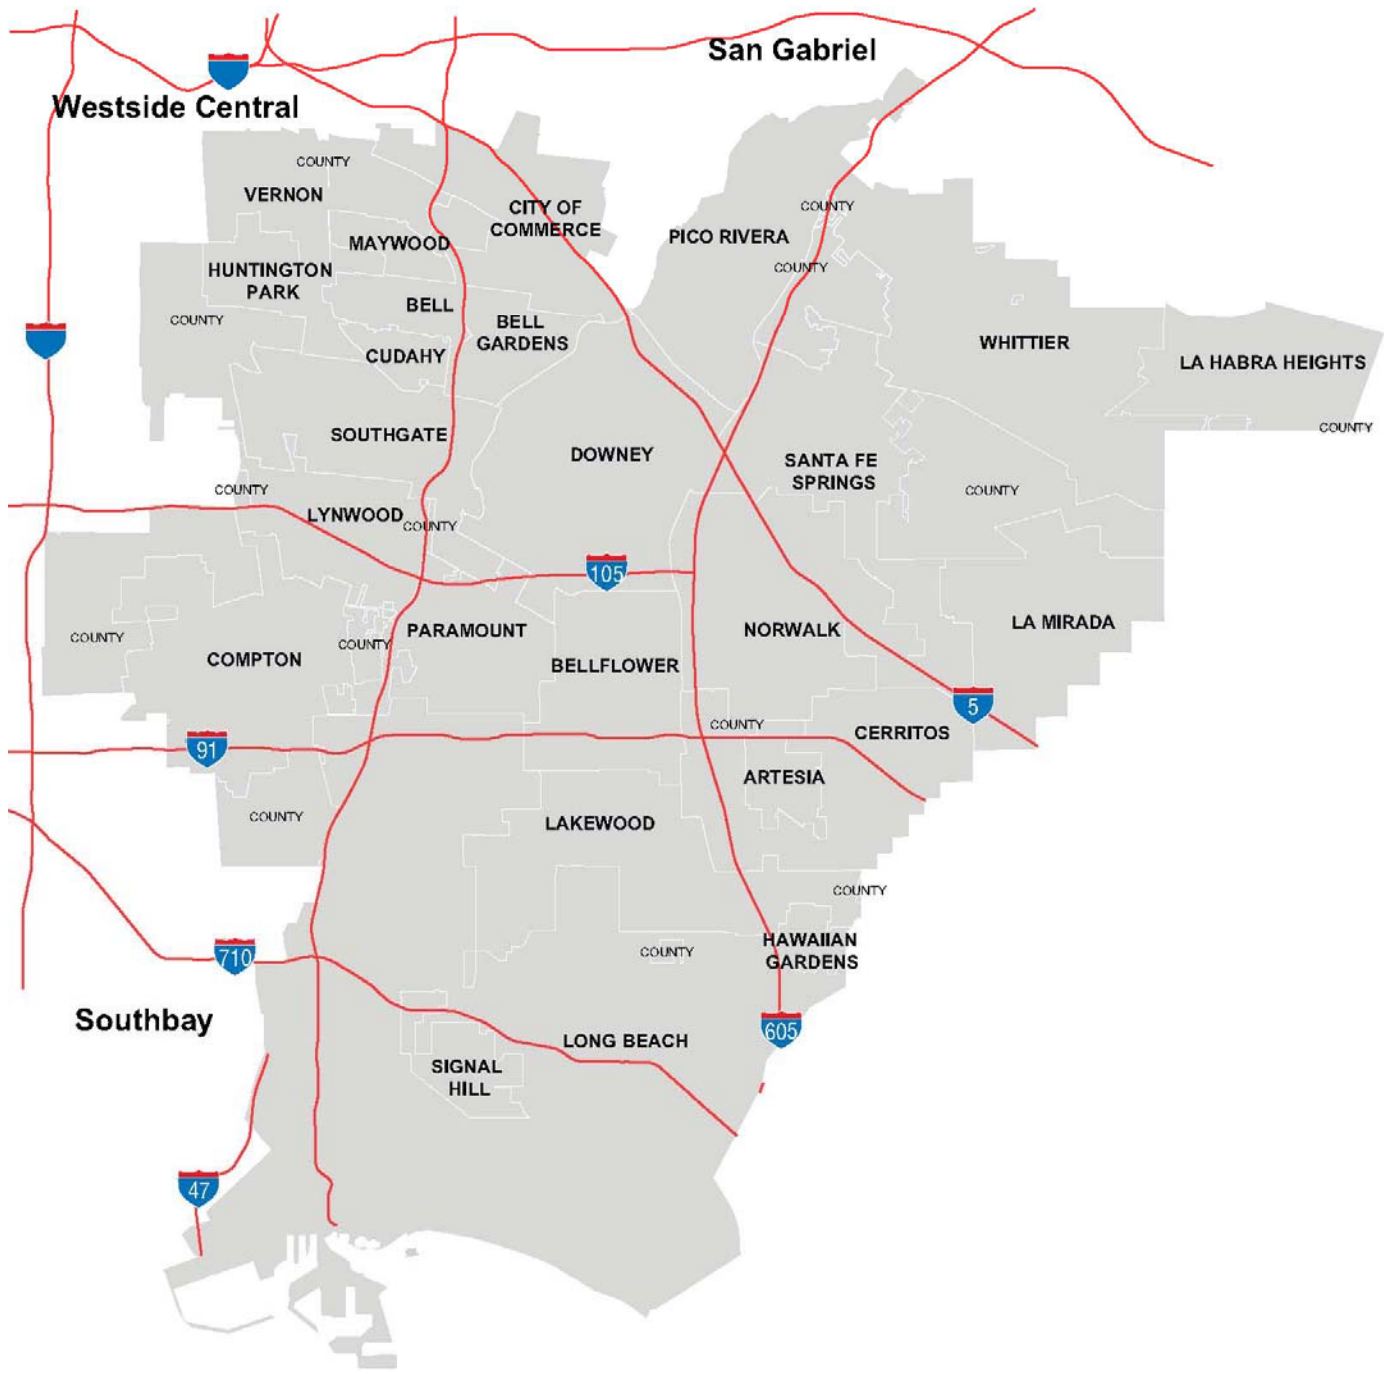 San Gabriel
Westside Central
COUNTY
VERNON
CITY OF
COMMERCE
COUNTY
PICO RIVERA
MAYWOOD
COUNTY
HUNTINGTON
PARK
BELL
COUNTY
BELL
GARDENS
WHITTIER
CUDAHY
LA HABRA HEIGHTS
COUNTY
SOUTHGATE
DOWNEY
SANTA FE
SPRINGS
COUNTY
COUNTY
LYNWOOD
COUNTY
105
LA MIRADA
PARAMOUNT
NORWALK
COUNTY
COUNTY
COMPTON
BELLFLOWER
5
COUNTY
CERRITOS
91
ARTESIA
COUNTY
LAKEWOOD
COUNTY
HAWAIIAN
GARDENS
COUNTY
710
Southbay
605
LONG BEACH
SIGNAL
HILL
47